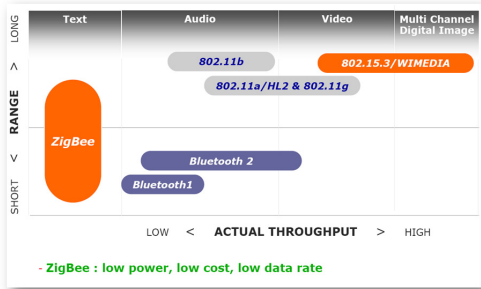 Text Audio Video Multi Channel
Digital Image
LONG
802.11b
802.15.3/WIMEDIA
802.11a/HL2 & 802.11g
SHORT < RANGE > LONG
ZigBee
Bluetooth 2
Bluetooth1
LOW < ACTUAL THROUGHPUT > HIGH
- ZigBee : low power, low cost, low data rate